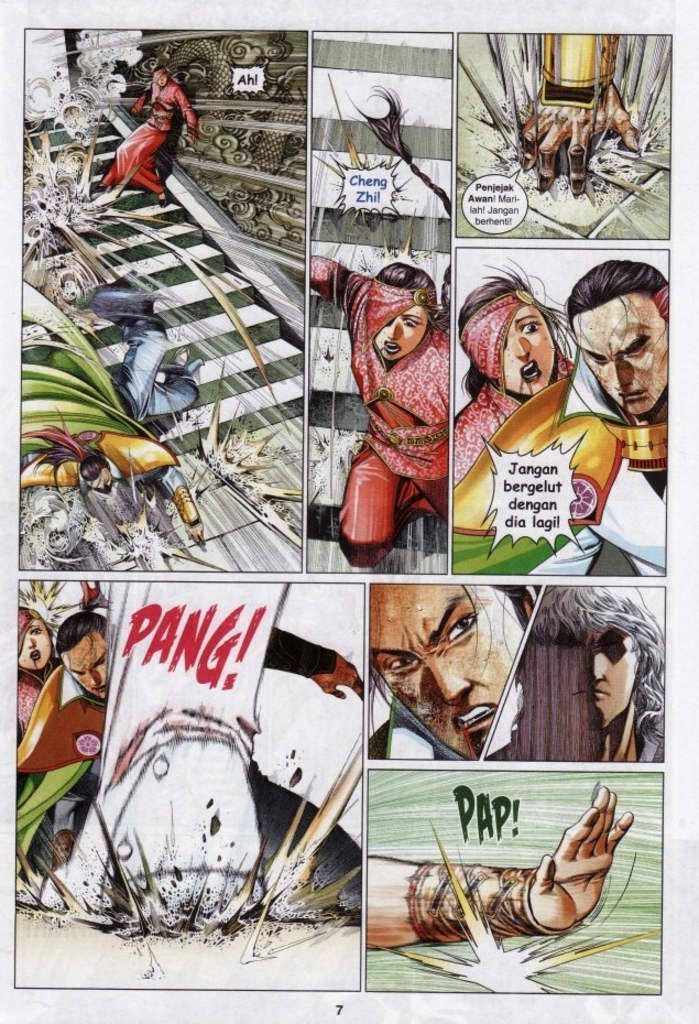 Ah!
Cheng
Zhi!
Penjejak
Awan! Mari-
lah! Jangan
berhenti!
Jangan
bergelut
dengan
dia lagi!
PANG!
PAP!
7